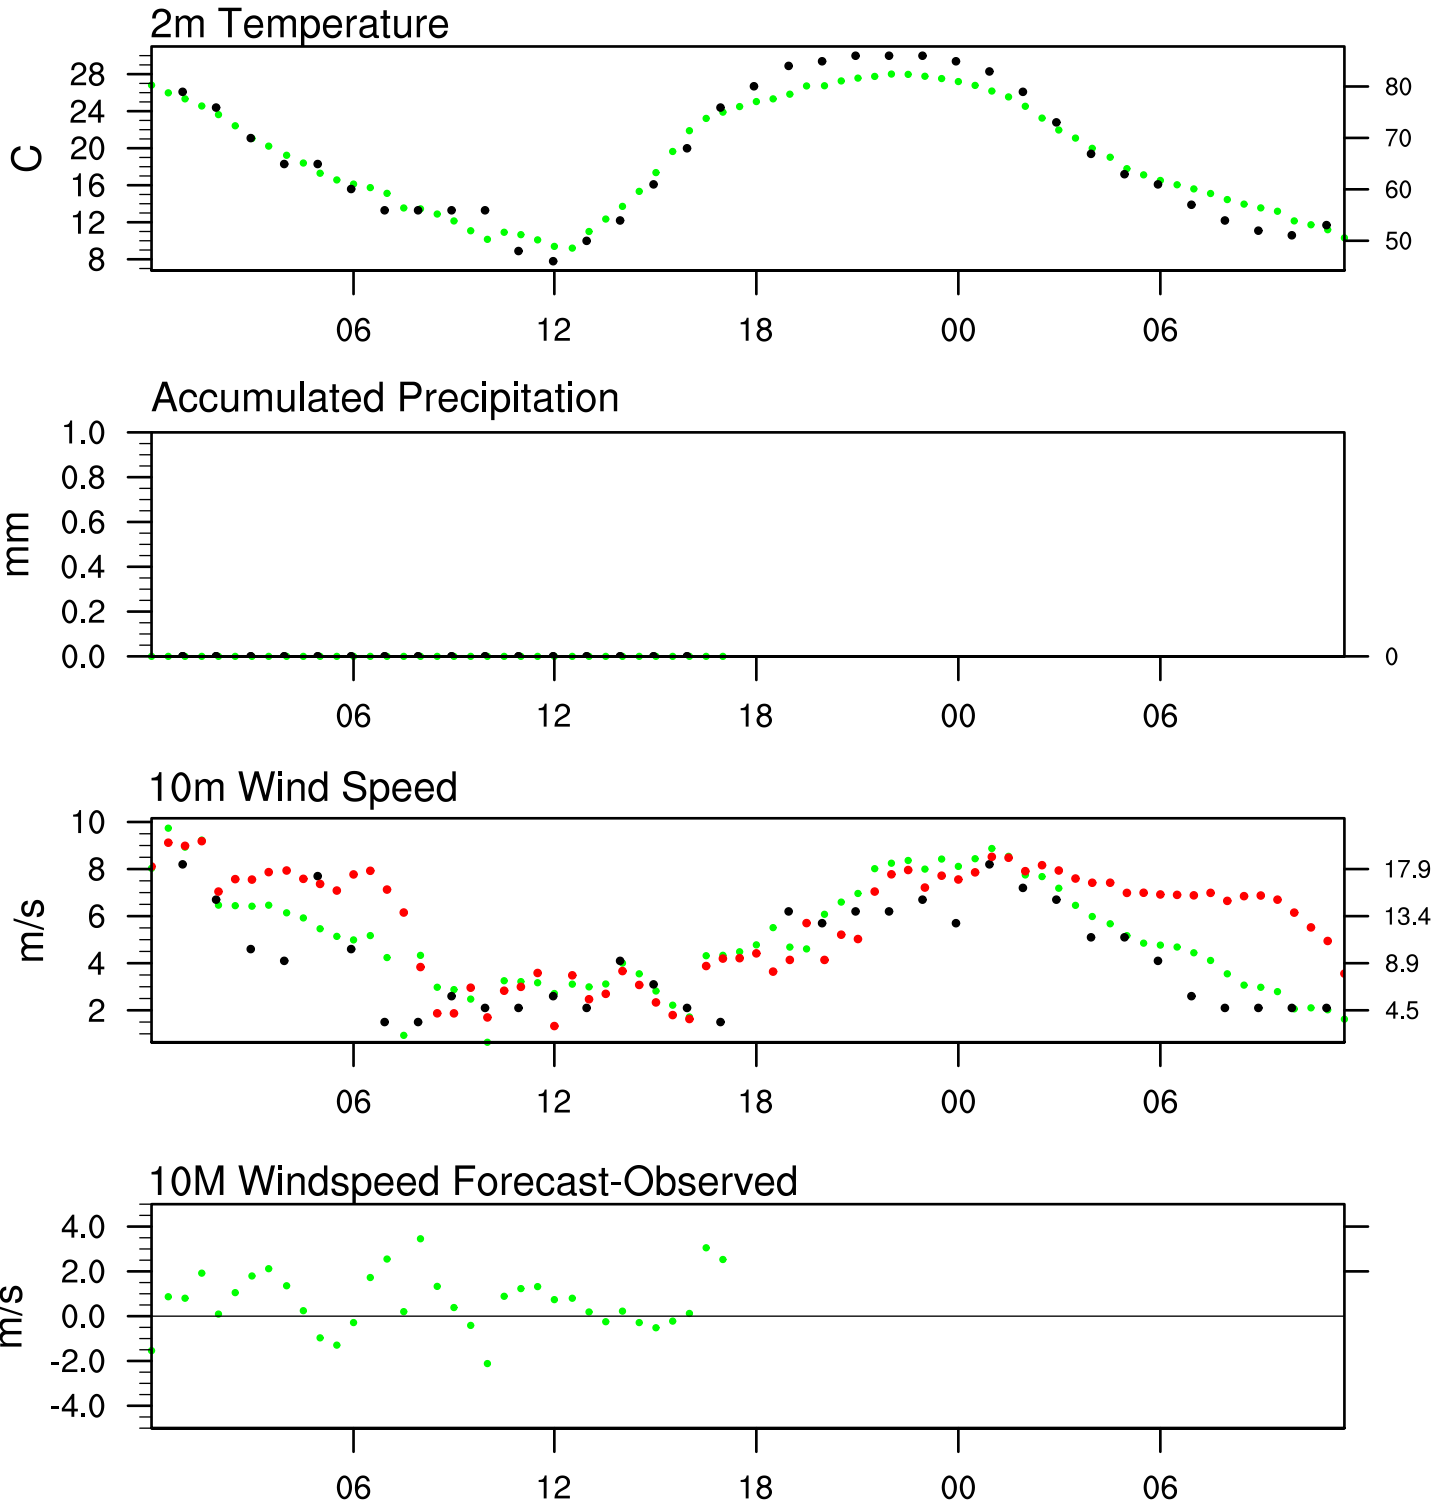 2m Temperature
28
24
20
16
12
8
C
80
70
60
50
06 12 18 00 06
Accumulated Precipitation
1.0
0.8
0.6
0.4
0.2
0.0
mm
0
06 12 18 00 06
10m Wind Speed
10
8
6
4
2
m/s
17.9
13.4
8.9
4.5
06 12 18 00 06
10M Windspeed Forecast-Observed
4.0
2.0
0.0
-2.0
-4.0
m/s
06 12 18 00 06